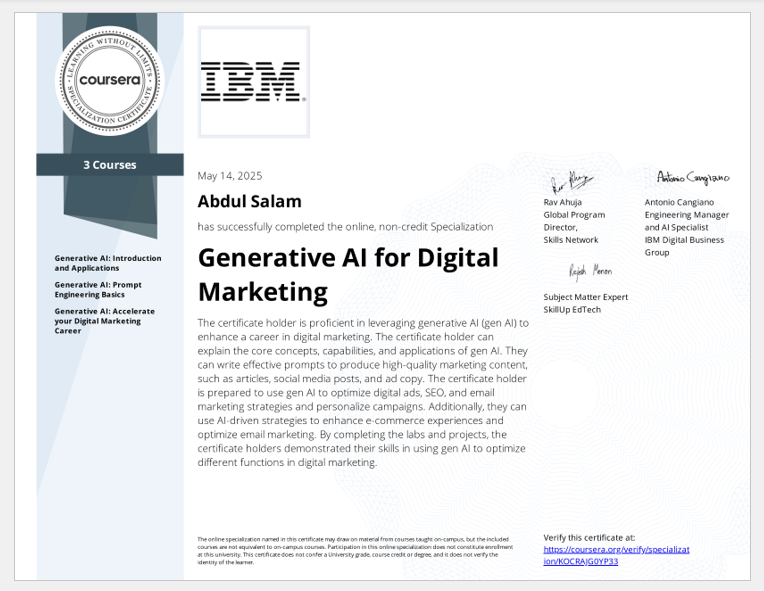 LEARNING WITHOUT LIMITS
coursera
SPECIALIZATION CERTIFICATE
IBM®
3 Courses
Generative AI: Introduction
and Applications
Generative AI: Prompt
Engineering Basics
Generative AI: Accelerate
your Digital Marketing
Career
May 14, 2025
Abdul Salam
has successfully completed the online, non-credit Specialization
Generative AI for Digital
Marketing
The certificate holder is proficient in leveraging generative AI (gen AI) to
enhance a career in digital marketing. The certificate holder can
explain the core concepts, capabilities, and applications of gen AI. They
can write effective prompts to produce high-quality marketing content,
such as articles, social media posts, and ad copy. The certificate holder
is prepared to use gen AI to optimize digital ads, SEO, and email
marketing strategies and personalize campaigns. Additionally, they can
use AI-driven strategies to enhance e-commerce experiences and
optimize email marketing. By completing the labs and projects, the
certificate holders demonstrated their skills in using gen AI to optimize
different functions in digital marketing.
Rav Ahuja
Rav Ahuja
Global Program
Director,
Skills Network
Antonio Cangiano
Antonio Cangiano
Engineering Manager
and AI Specialist
IBM Digital Business
Group
Rajesh Menon
Subject Matter Expert
SkillUp EdTech
The online specialization named in this certificate may draw on material from courses taught on-campus, but the included
courses are not equivalent to on-campus courses. Participation in this online specialization does not constitute enrollment
at this university. This certificate does not confer a University grade, course credit or degree, and it does not verify the
identity of the learner.
Verify this certificate at:
https://coursera.org/verify/specializat
ion/KOCRAJG0YP33